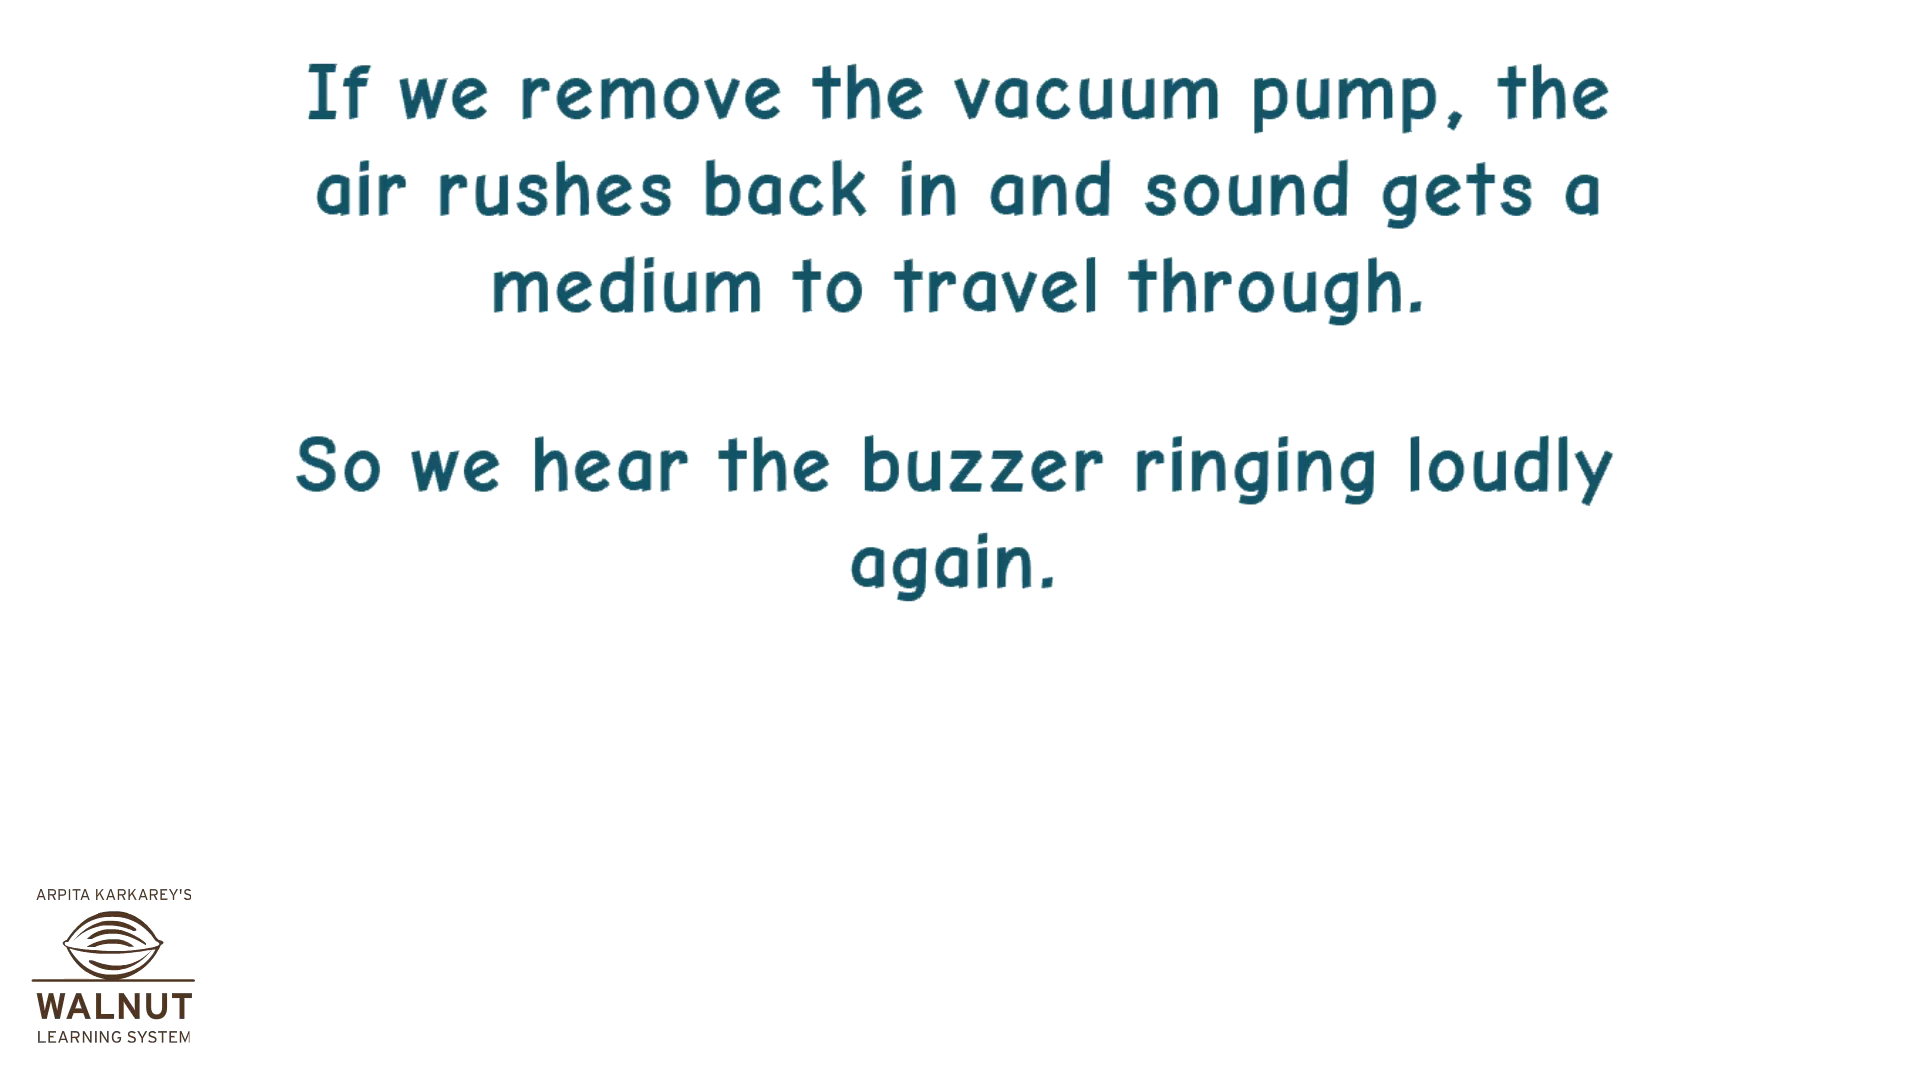 If we remove the vacuum pump, the
air rushes back in and sound gets a
medium to travel through.
So we hear the buzzer ringing loudly
again.
ARPITA KARKAREY'S
WALNUT
LEARNING SYSTEM